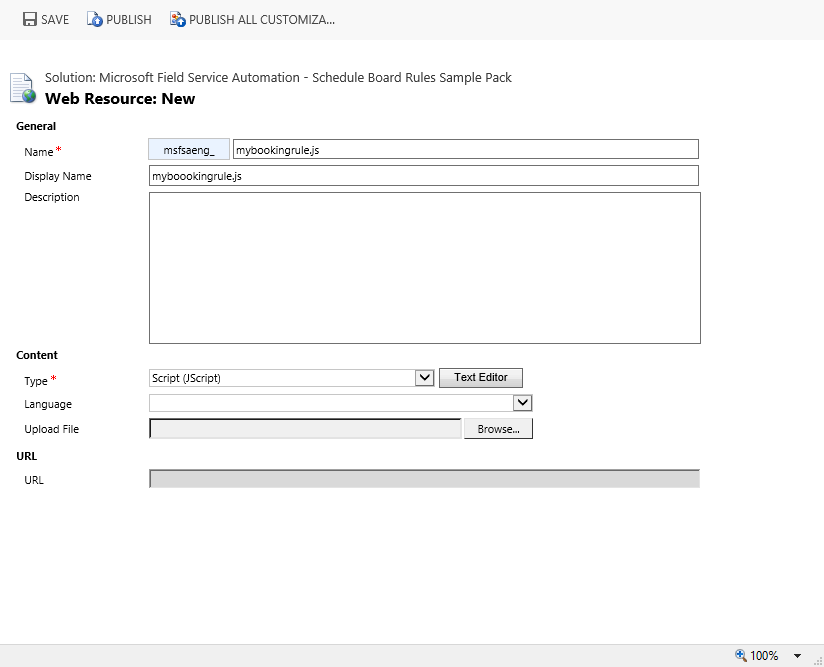 SAVE PUBLISH PUBLISH ALL CUSTOMIZA...
Solution: Microsoft Field Service Automation - Schedule Board Rules Sample Pack
Web Resource: New
General
Name * msfsaeng_ mybookingrule.js
Display Name myboookingrule.js
Description
Content
Type * Script (JScript) Text Editor
Language
Upload File Browse...
URL
URL
100%